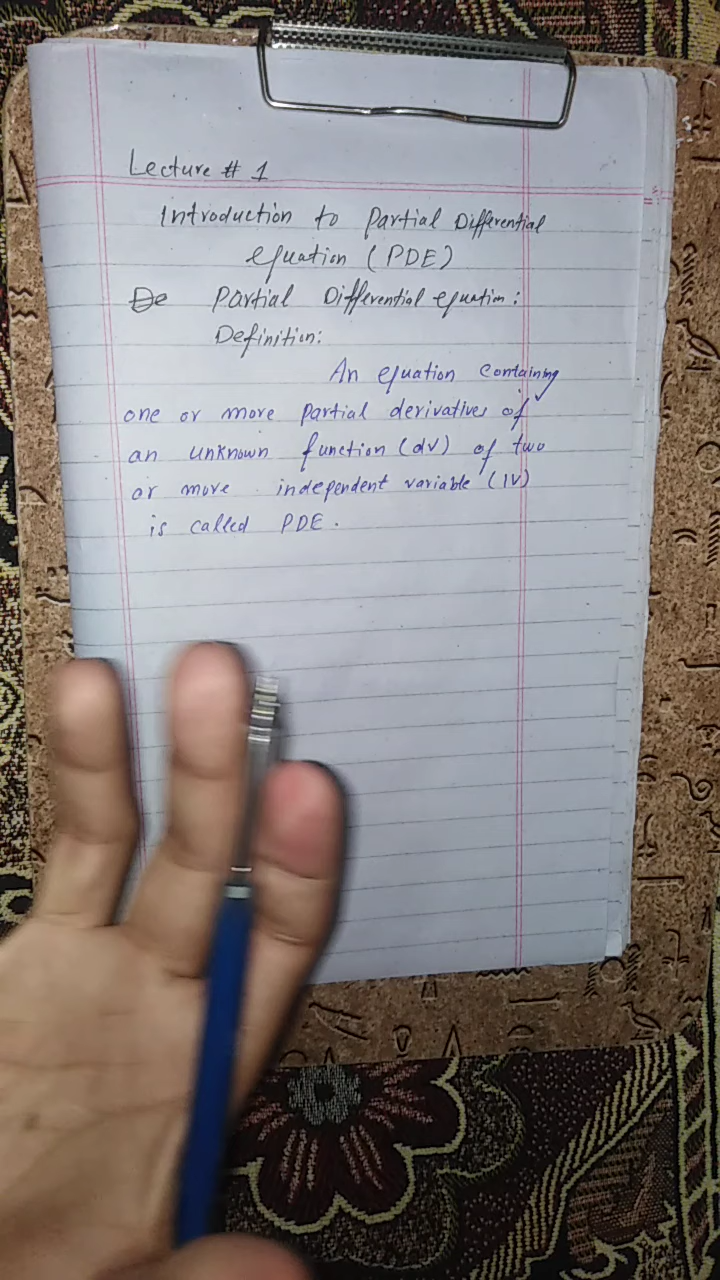 Lecture # 1
Introduction to Partial Differential
equation (PDE)
De Partial Differential equation:
Definition:
An equation containing
one or more partial derivatives of
an unknown function (dv) of two
or more independent variable (IV)
is called PDE.